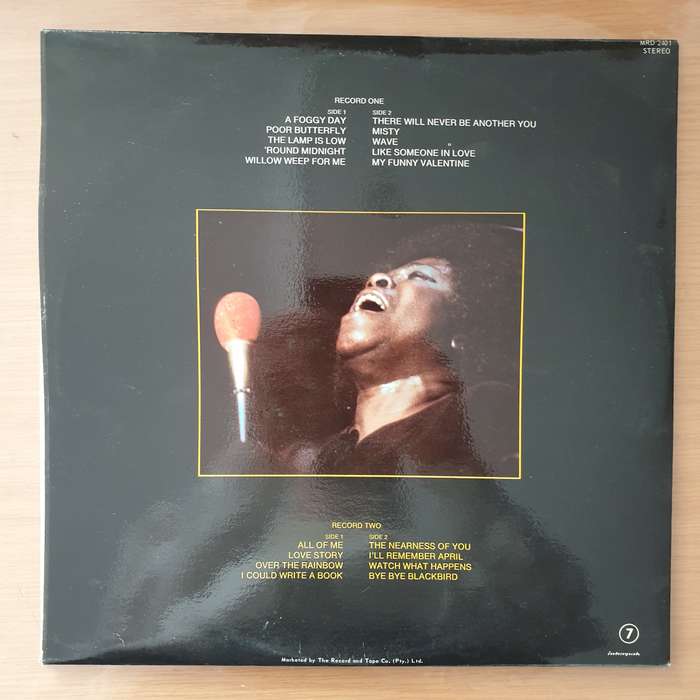 MRD 2401
STEREO
RECORD ONE
SIDE 1
A FOGGY DAY
POOR BUTTERFLY
THE LAMP IS LOW
'ROUND MIDNIGHT
WILLOW WEEP FOR ME
SIDE 2
THERE WILL NEVER BE ANOTHER YOU
MISTY
WAVE
LIKE SOMEONE IN LOVE
MY FUNNY VALENTINE
RECORD TWO
SIDE 1
ALL OF ME
LOVE STORY
OVER THE RAINBOW
I COULD WRITE A BOOK
SIDE 2
THE NEARNESS OF YOU
I'LL REMEMBER APRIL
WATCH WHAT HAPPENS
BYE BYE BLACKBIRD
7
Marketed by The Record and Tape Co. (Pty.) Ltd.